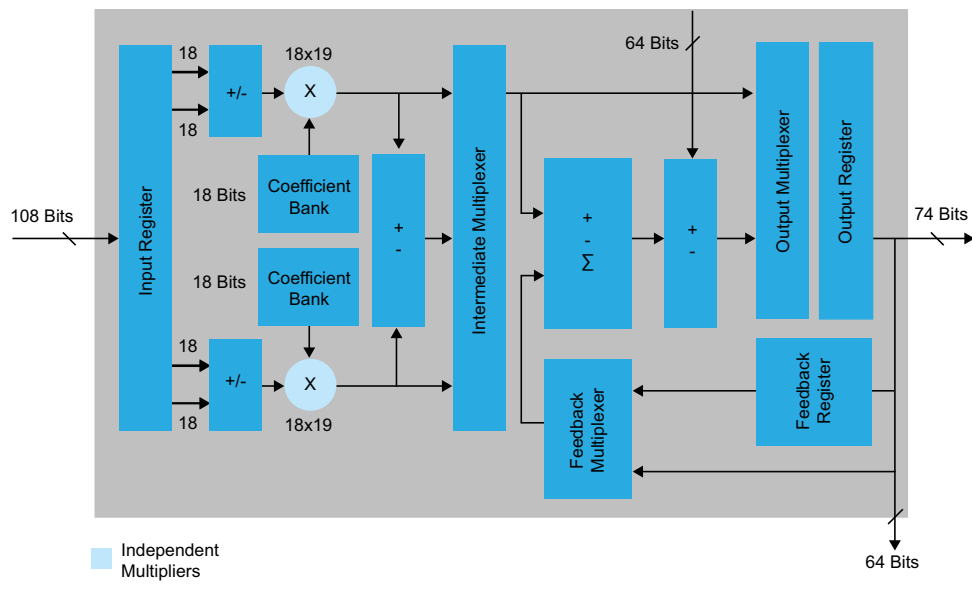 18
18x19
64 Bits
+/-
X
18
18 Bits
Coefficient
Bank
108 Bits
Input Register
+
-
Intermediate Multiplexer
+
-
Σ
+
-
Output Multiplexer
Output Register
74 Bits
18 Bits
Coefficient
Bank
18
+/-
X
18
18x19
Feedback
Multiplexer
Feedback
Register
64 Bits
Independent
Multipliers